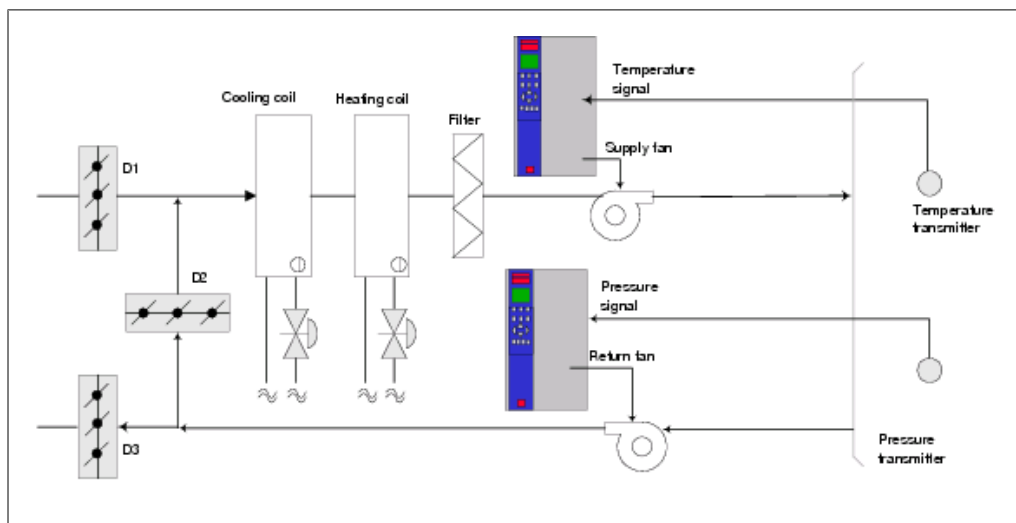 Cooling coil
Heating coil
Filter
Temperature
signal
Supply fan
D1
Temperature
transmitter
D2
Pressure
signal
Return fan
D3
Pressure
transmitter